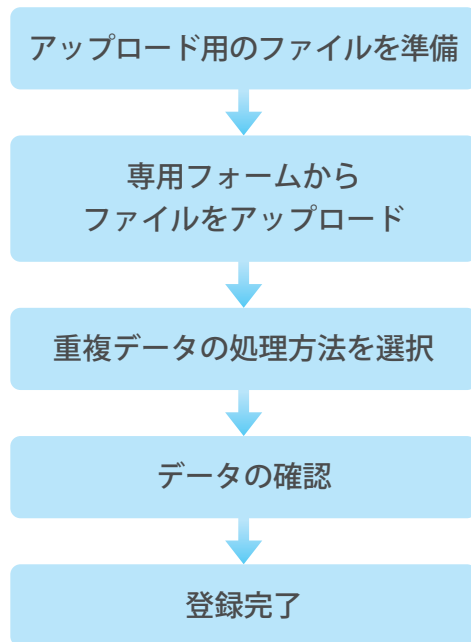 アップロード用のファイルを準備
専用フォームから
ファイルをアップロード
重複データの処理方法を選択
データの確認
登録完了